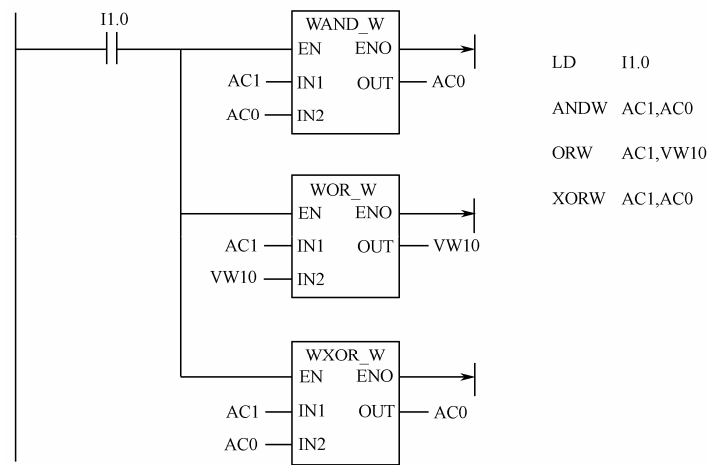 I1.0
WAND_W
EN ENO
AC1 IN1 OUT AC0
AC0 IN2
WOR_W
EN ENO
AC1 IN1 OUT VW10
VW10 IN2
WXOR_W
EN ENO
AC1 IN1 OUT AC0
AC0 IN2
LD I1.0
ANDW AC1,AC0
ORW AC1,VW10
XORW AC1,AC0